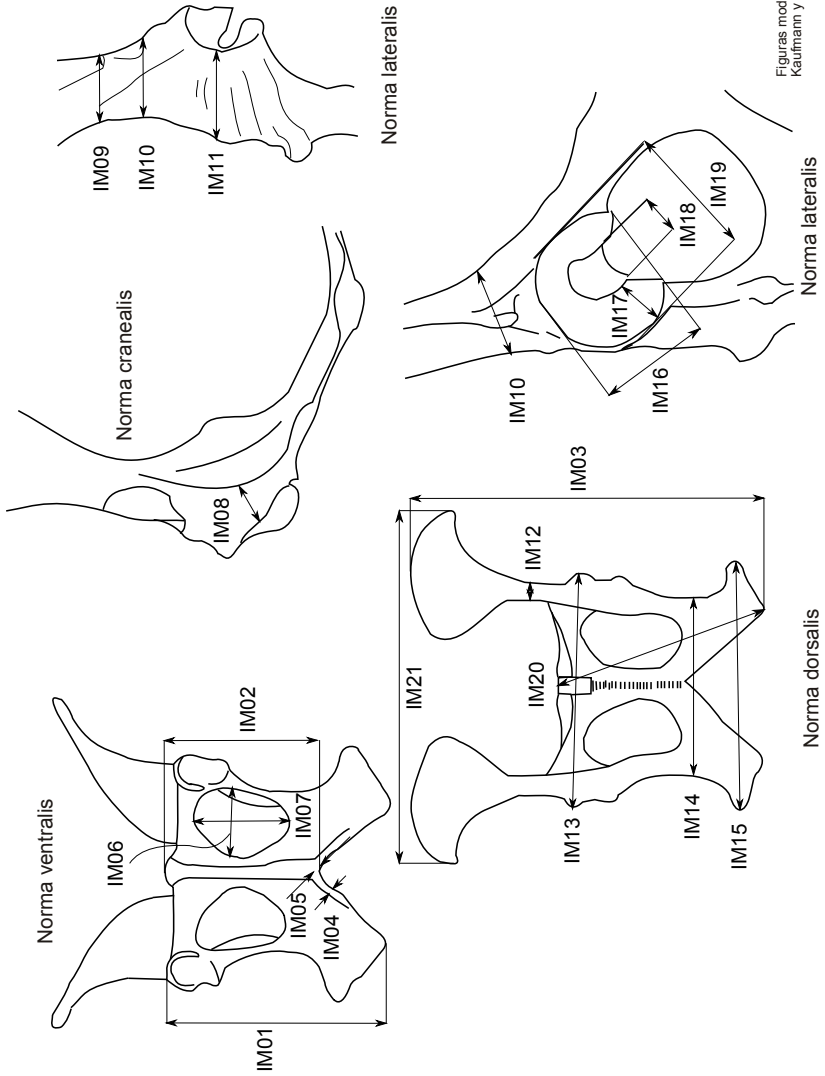 Norma ventralis
IM06
IM02
IM07
IM05
IM04
IM01
Norma cranealis
IM08
IM09
IM10
IM11
Norma lateralis
IM21
IM03
IM12
IM20
IM13
IM14
IM15
Norma dorsalis
IM10
IM17
IM16
IM18
IM19
Norma lateralis
Figuras mod
Kaufmann y